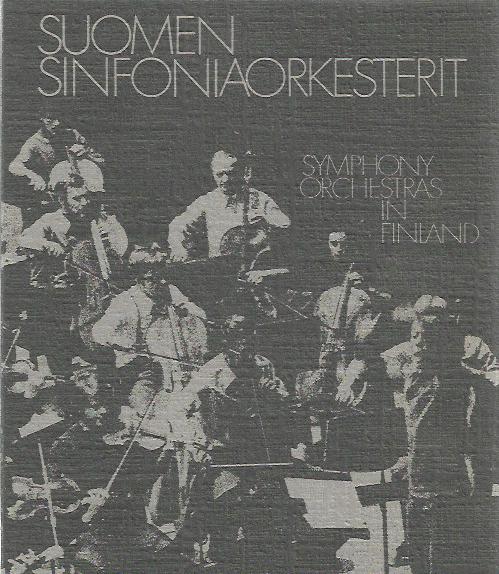 SUOMEN
SINFONIAORKESTERIT
SYMPHONY
ORCHESTRAS
IN
FINLAND